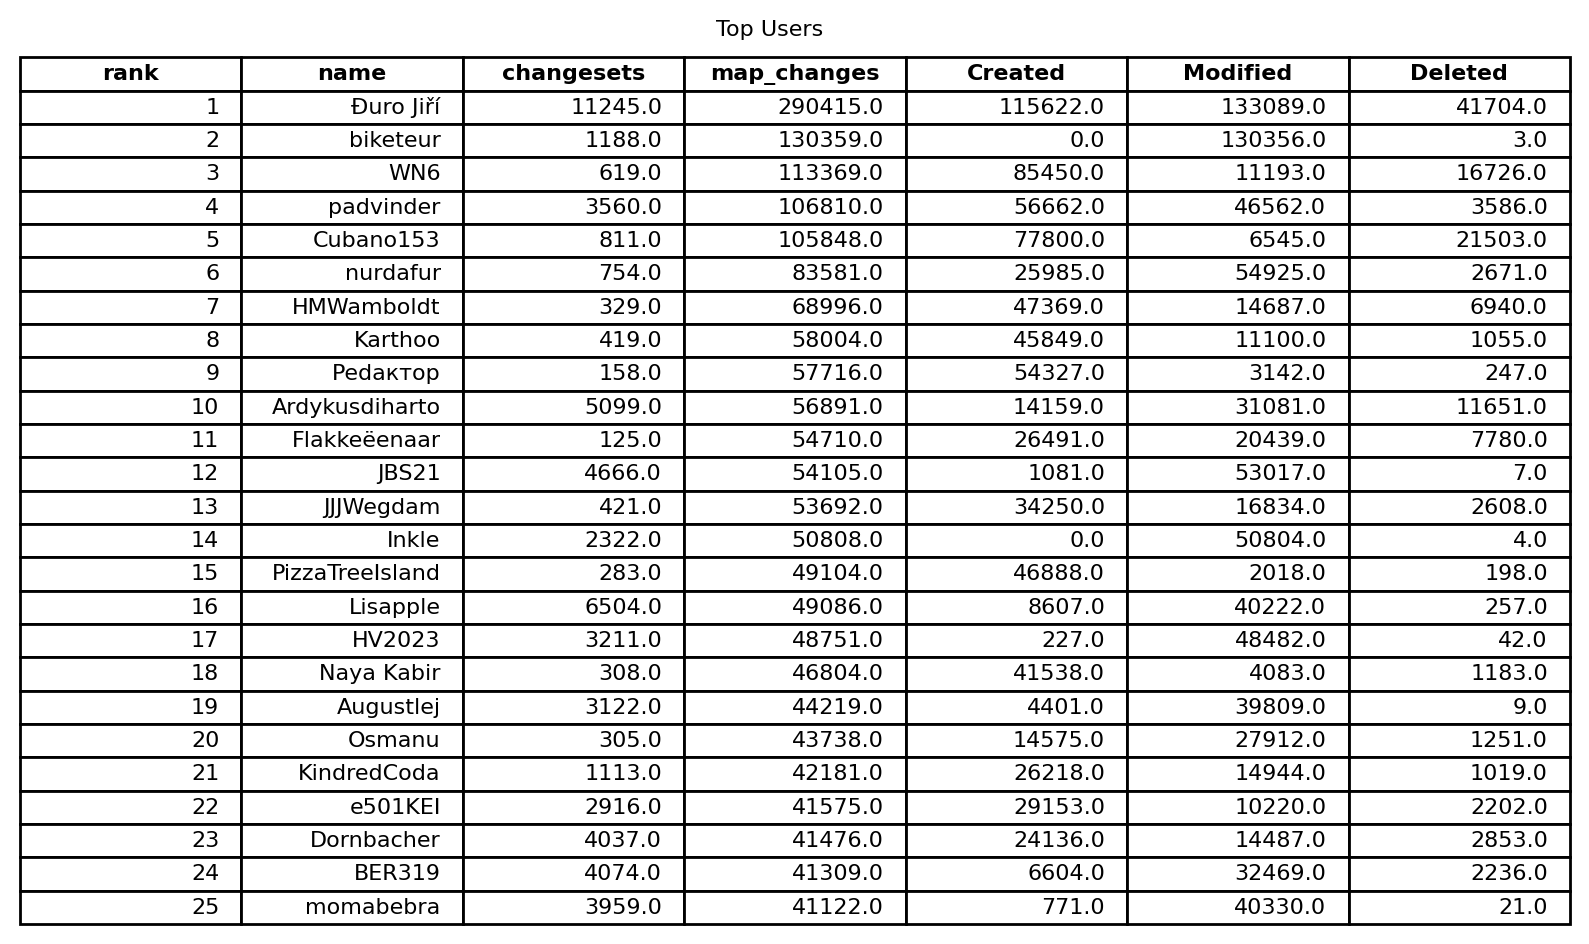 Top Users
rank name changesets map_changes Created Modified Deleted
1 Đuro Jiří 11245.0 290415.0 115622.0 133089.0 41704.0
2 biketeur 1188.0 130359.0 0.0 130356.0 3.0
3 WN6 619.0 113369.0 85450.0 11193.0 16726.0
4 padvinder 3560.0 106810.0 56662.0 46562.0 3586.0
5 Cubano153 811.0 105848.0 77800.0 6545.0 21503.0
6 nurdafur 754.0 83581.0 25985.0 54925.0 2671.0
7 HMWamboldt 329.0 68996.0 47369.0 14687.0 6940.0
8 Karthoo 419.0 58004.0 45849.0 11100.0 1055.0
9 Реdактор 158.0 57716.0 54327.0 3142.0 247.0
10 Ardykusdiharto 5099.0 56891.0 14159.0 31081.0 11651.0
11 Flakkeëenaar 125.0 54710.0 26491.0 20439.0 7780.0
12 JBS21 4666.0 54105.0 1081.0 53017.0 7.0
13 JJJWegdam 421.0 53692.0 34250.0 16834.0 2608.0
14 Inkle 2322.0 50808.0 0.0 50804.0 4.0
15 PizzaTreeIsland 283.0 49104.0 46888.0 2018.0 198.0
16 Lisapple 6504.0 49086.0 8607.0 40222.0 257.0
17 HV2023 3211.0 48751.0 227.0 48482.0 42.0
18 Naya Kabir 308.0 46804.0 41538.0 4083.0 1183.0
19 Augustlej 3122.0 44219.0 4401.0 39809.0 9.0
20 Osmanu 305.0 43738.0 14575.0 27912.0 1251.0
21 KindredCoda 1113.0 42181.0 26218.0 14944.0 1019.0
22 e501KEI 2916.0 41575.0 29153.0 10220.0 2202.0
23 Dornbacher 4037.0 41476.0 24136.0 14487.0 2853.0
24 BER319 4074.0 41309.0 6604.0 32469.0 2236.0
25 momabebra 3959.0 41122.0 771.0 40330.0 21.0